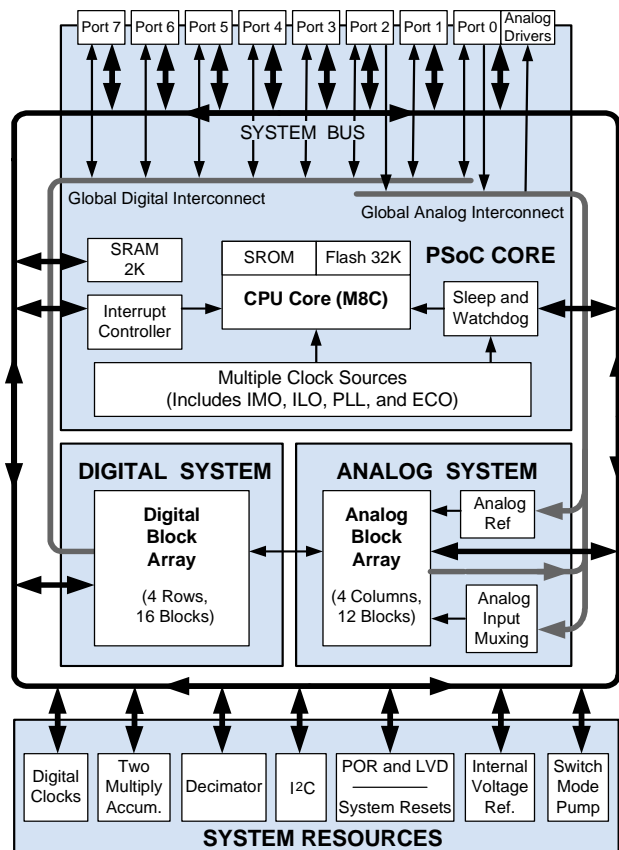 Port 7 Port 6 Port 5 Port 4 Port 3 Port 2 Port 1 Port 0 Analog
Drivers
SYSTEM BUS
Global Digital Interconnect
Global Analog Interconnect
SRAM
2K
SROM Flash 32K
PSoC CORE
CPU Core (M8C)
Interrupt
Controller
Sleep and
Watchdog
Multiple Clock Sources
(Includes IMO, ILO, PLL, and ECO)
DIGITAL SYSTEM
Digital
Block
Array
(4 Rows,
16 Blocks)
ANALOG SYSTEM
Analog
Block
Array
(4 Columns,
12 Blocks)
Analog
Ref
Analog
Input
Muxing
Digital
Clocks
Two
Multiply
Accum.
Decimator
I²C
POR and LVD
System Resets
Internal
Voltage
Ref.
Switch
Mode
Pump
SYSTEM RESOURCES